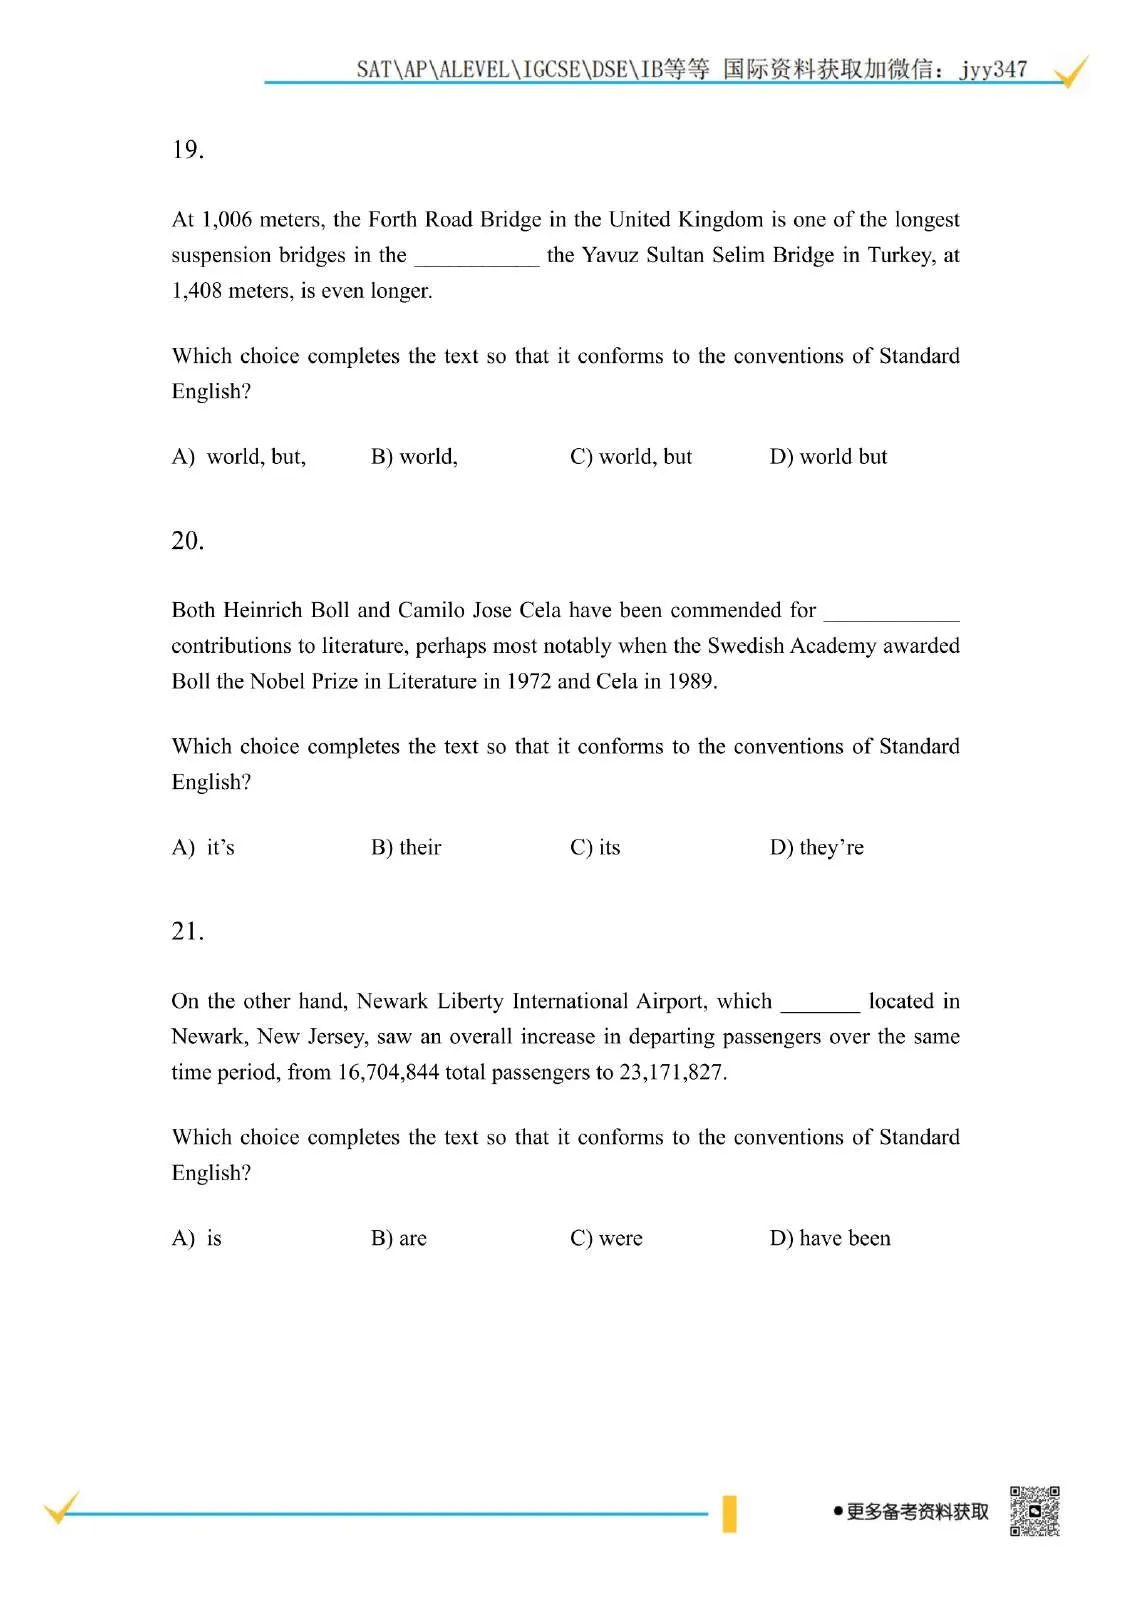 SAT\AP\ALEVEL\IGCSE\DSE\IB等等 国际资料获取加微信: jyy347
19.
At 1,006 meters, the Forth Road Bridge in the United Kingdom is one of the longest
suspension bridges in the ___________ the Yavuz Sultan Selim Bridge in Turkey, at
1,408 meters, is even longer.
Which choice completes the text so that it conforms to the conventions of Standard
English?
A) world, but, B) world, C) world, but D) world but
20.
Both Heinrich Boll and Camilo Jose Cela have been commended for ____________
contributions to literature, perhaps most notably when the Swedish Academy awarded
Boll the Nobel Prize in Literature in 1972 and Cela in 1989.
Which choice completes the text so that it conforms to the conventions of Standard
English?
A) it’s B) their C) its D) they’re
21.
On the other hand, Newark Liberty International Airport, which _______ located in
Newark, New Jersey, saw an overall increase in departing passengers over the same
time period, from 16,704,844 total passengers to 23,171,827.
Which choice completes the text so that it conforms to the conventions of Standard
English?
A) is B) are C) were D) have been
●更多备考资料获取